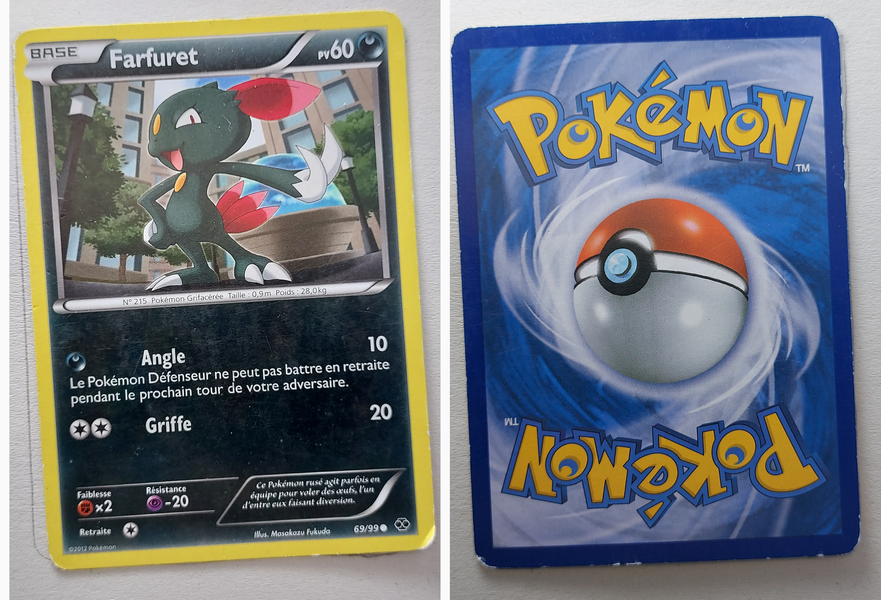 BASE
Farfuret
PV60
N° 215. Pokémon Grifacérée Taille : 0,9m Poids : 28,0kg
Angle 10
Le Pokémon Défenseur ne peut pas battre en retraite
pendant le prochain tour de votre adversaire.
Griffe 20
Faiblesse
x2
Résistance
-20
Retraite
Ce Pokémon rusé agit parfois en
équipe pour voler des œufs, l'un
d'entre eux faisant diversion.
Illus. Masakazu Fukuda
69/99
©2012 Pokémon
POKéMON
TM
POKéMON
TM